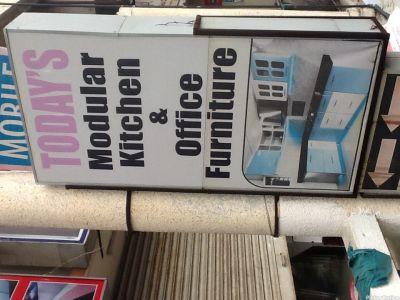 TODAY'S
Modular
Kitchen
&
Office
Furniture
MOBILE